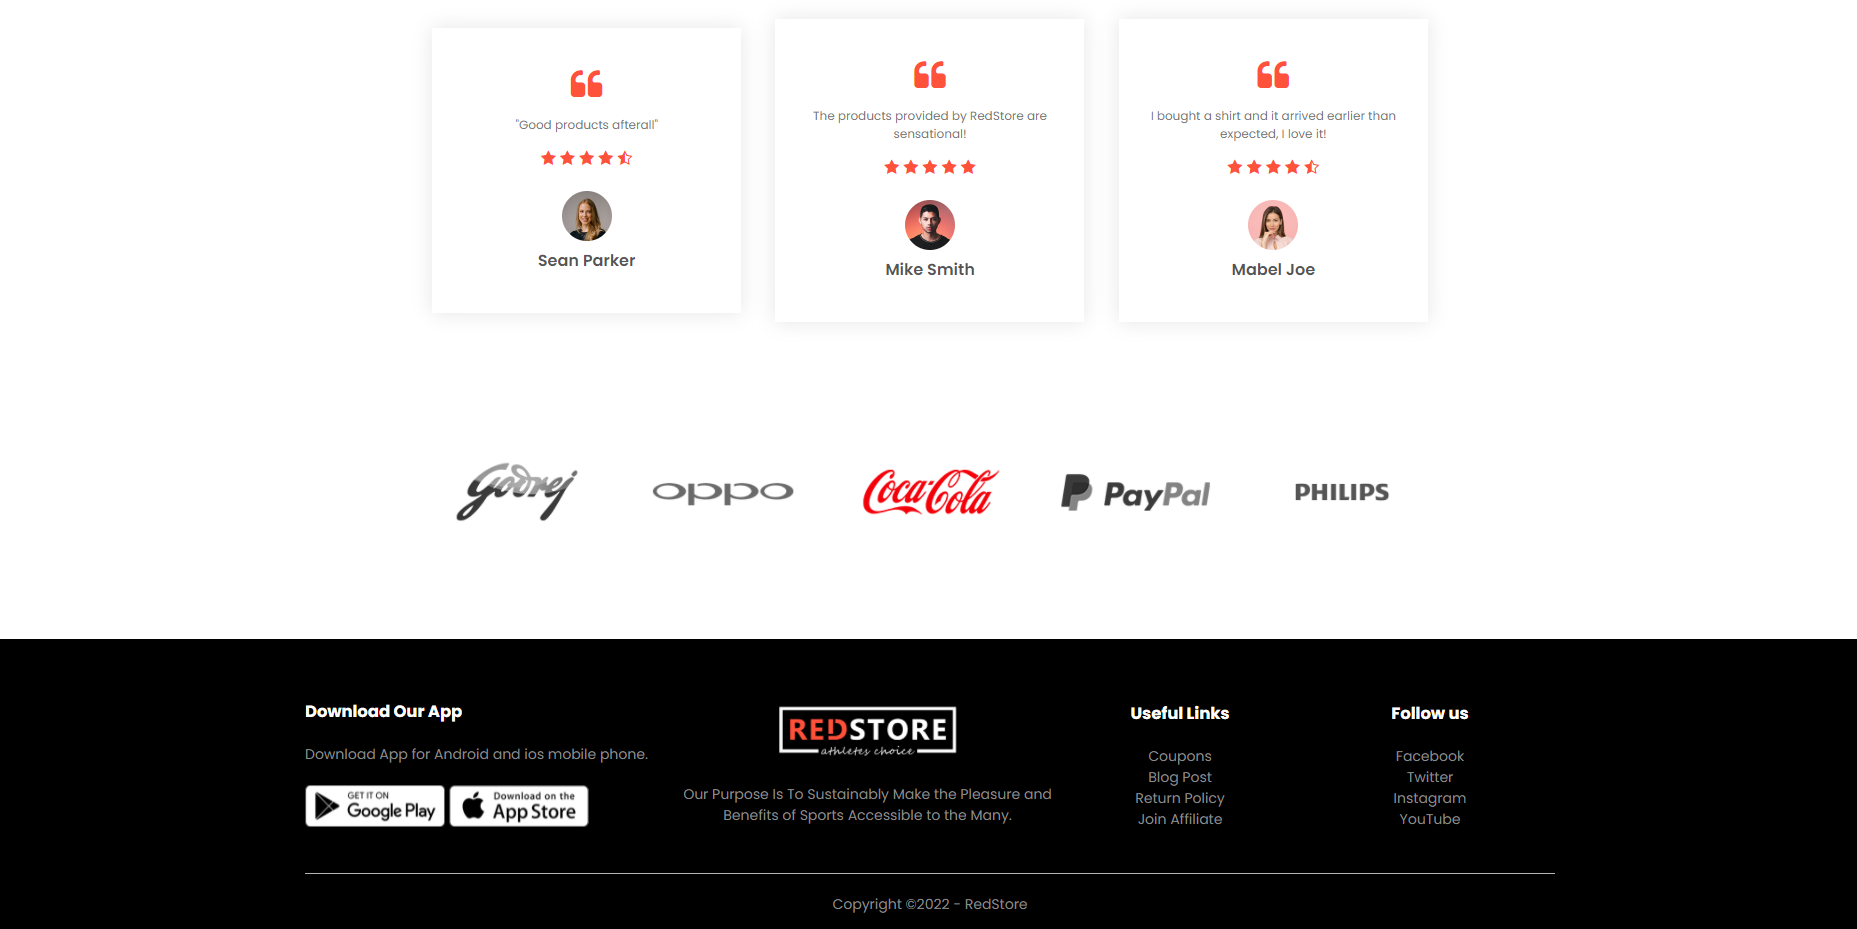 "Good products afterall"
Sean Parker
The products provided by RedStore are
sensational!
Mike Smith
I bought a shirt and it arrived earlier than
expected, I love it!
Mabel Joe
Godrej
oppo
Coca-Cola
PayPal
PHILIPS
Download Our App
Download App for Android and ios mobile phone.
GET IT ON
Google Play
Download on the
App Store
REDSTORE
athletes choice
Our Purpose Is To Sustainably Make the Pleasure and
Benefits of Sports Accessible to the Many.
Useful Links
Coupons
Blog Post
Return Policy
Join Affiliate
Follow us
Facebook
Twitter
Instagram
YouTube
Copyright ©2022 - RedStore